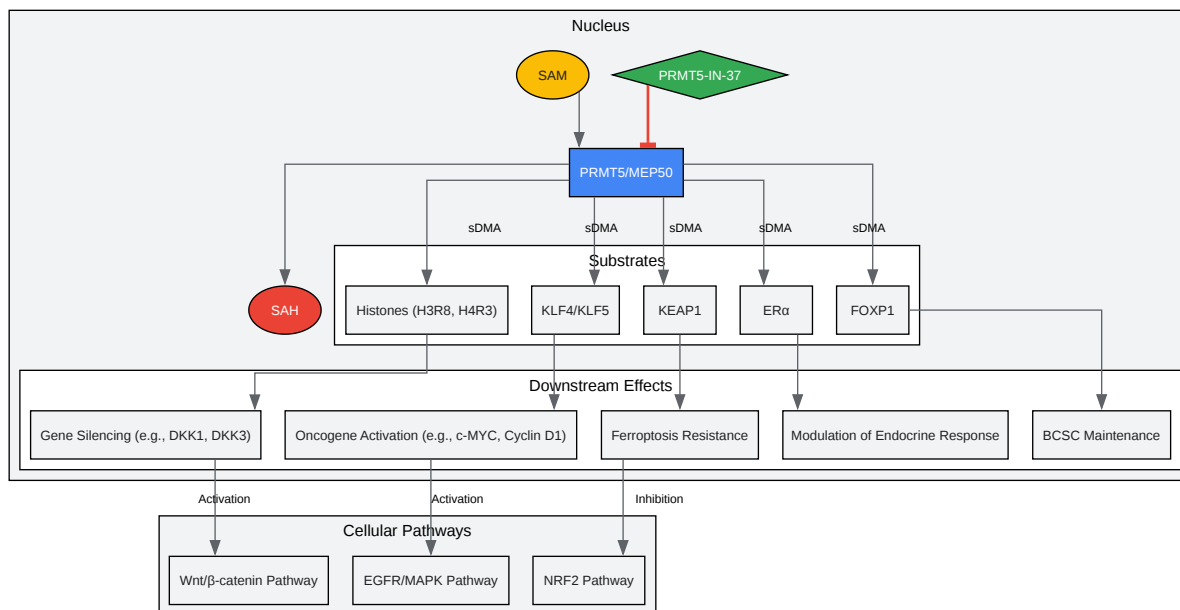 Nucleus
SAM
PRMT5-IN-37
PRMT5/MEP50
sDMA
sDMA
sDMA
sDMA
sDMA
Substrates
SAH
Histones (H3R8, H4R3)
KLF4/KLF5
KEAP1
ERα
FOXP1
Downstream Effects
Gene Silencing (e.g., DKK1, DKK3)
Oncogene Activation (e.g., c-MYC, Cyclin D1)
Ferroptosis Resistance
Modulation of Endocrine Response
BCSC Maintenance
Activation
Activation
Inhibition
Cellular Pathways
Wnt/β-catenin Pathway
EGFR/MAPK Pathway
NRF2 Pathway